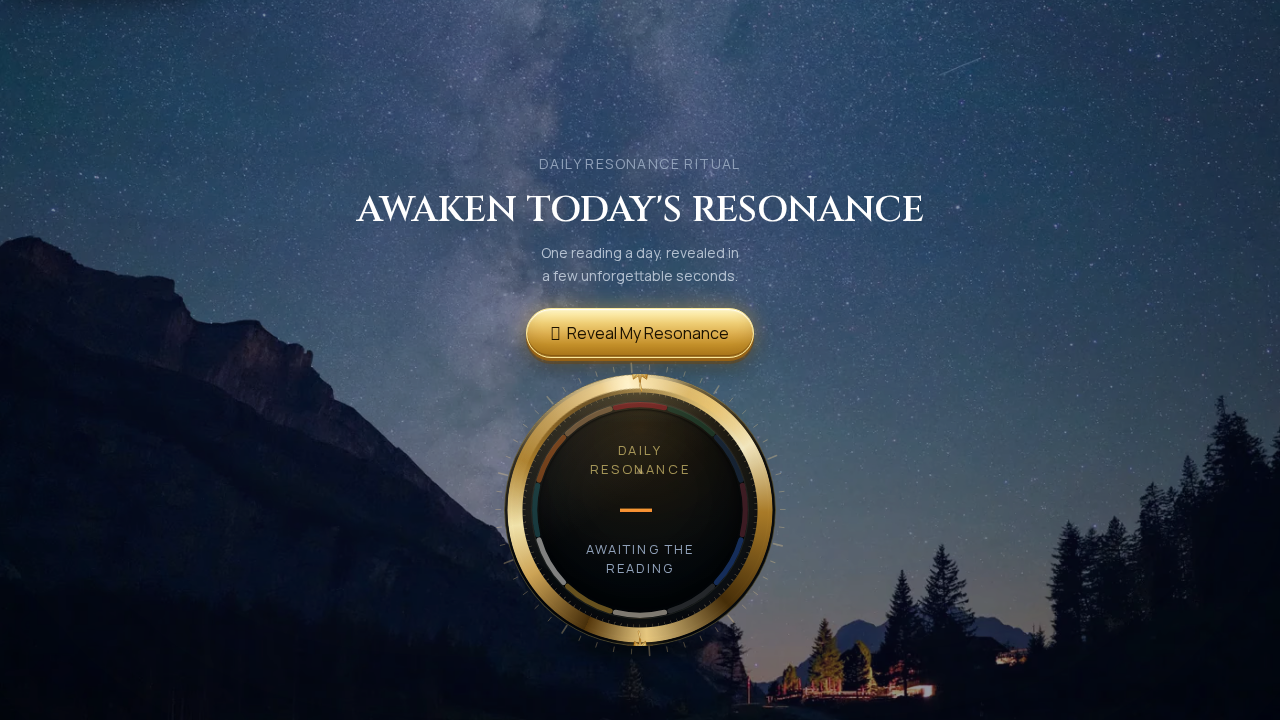 DAILY RESONANCE RITUAL
AWAKEN TODAY'S RESONANCE
One reading a day, revealed in
a few unforgettable seconds.
Reveal My Resonance
DAILY
RESONANCE
AWAITING THE
READING